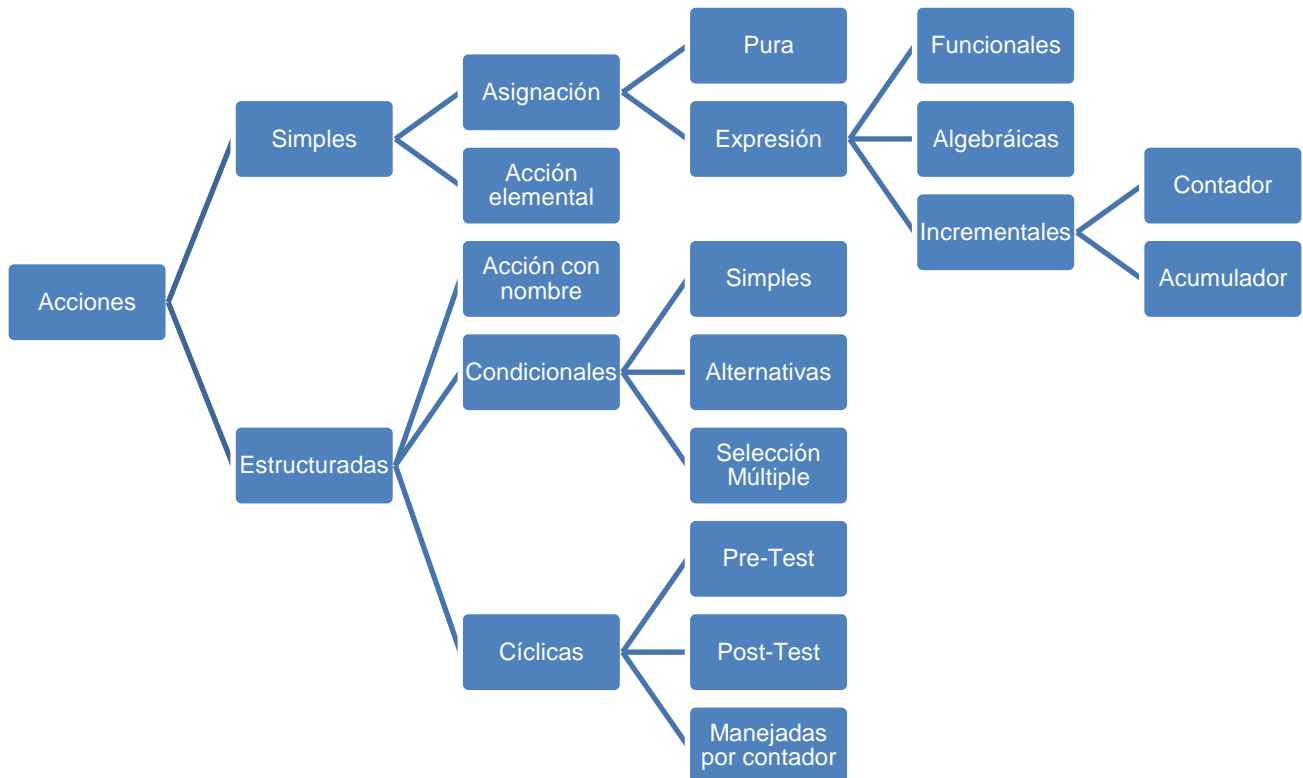 Acciones
Simples
Asignación
Pura
Expresión
Funcionales
Algebráicas
Incrementales
Contador
Acumulador
Acción
elemental
Estructuradas
Acción con
nombre
Condicionales
Simples
Alternativas
Selección
Múltiple
Cíclicas
Pre-Test
Post-Test
Manejadas
por contador